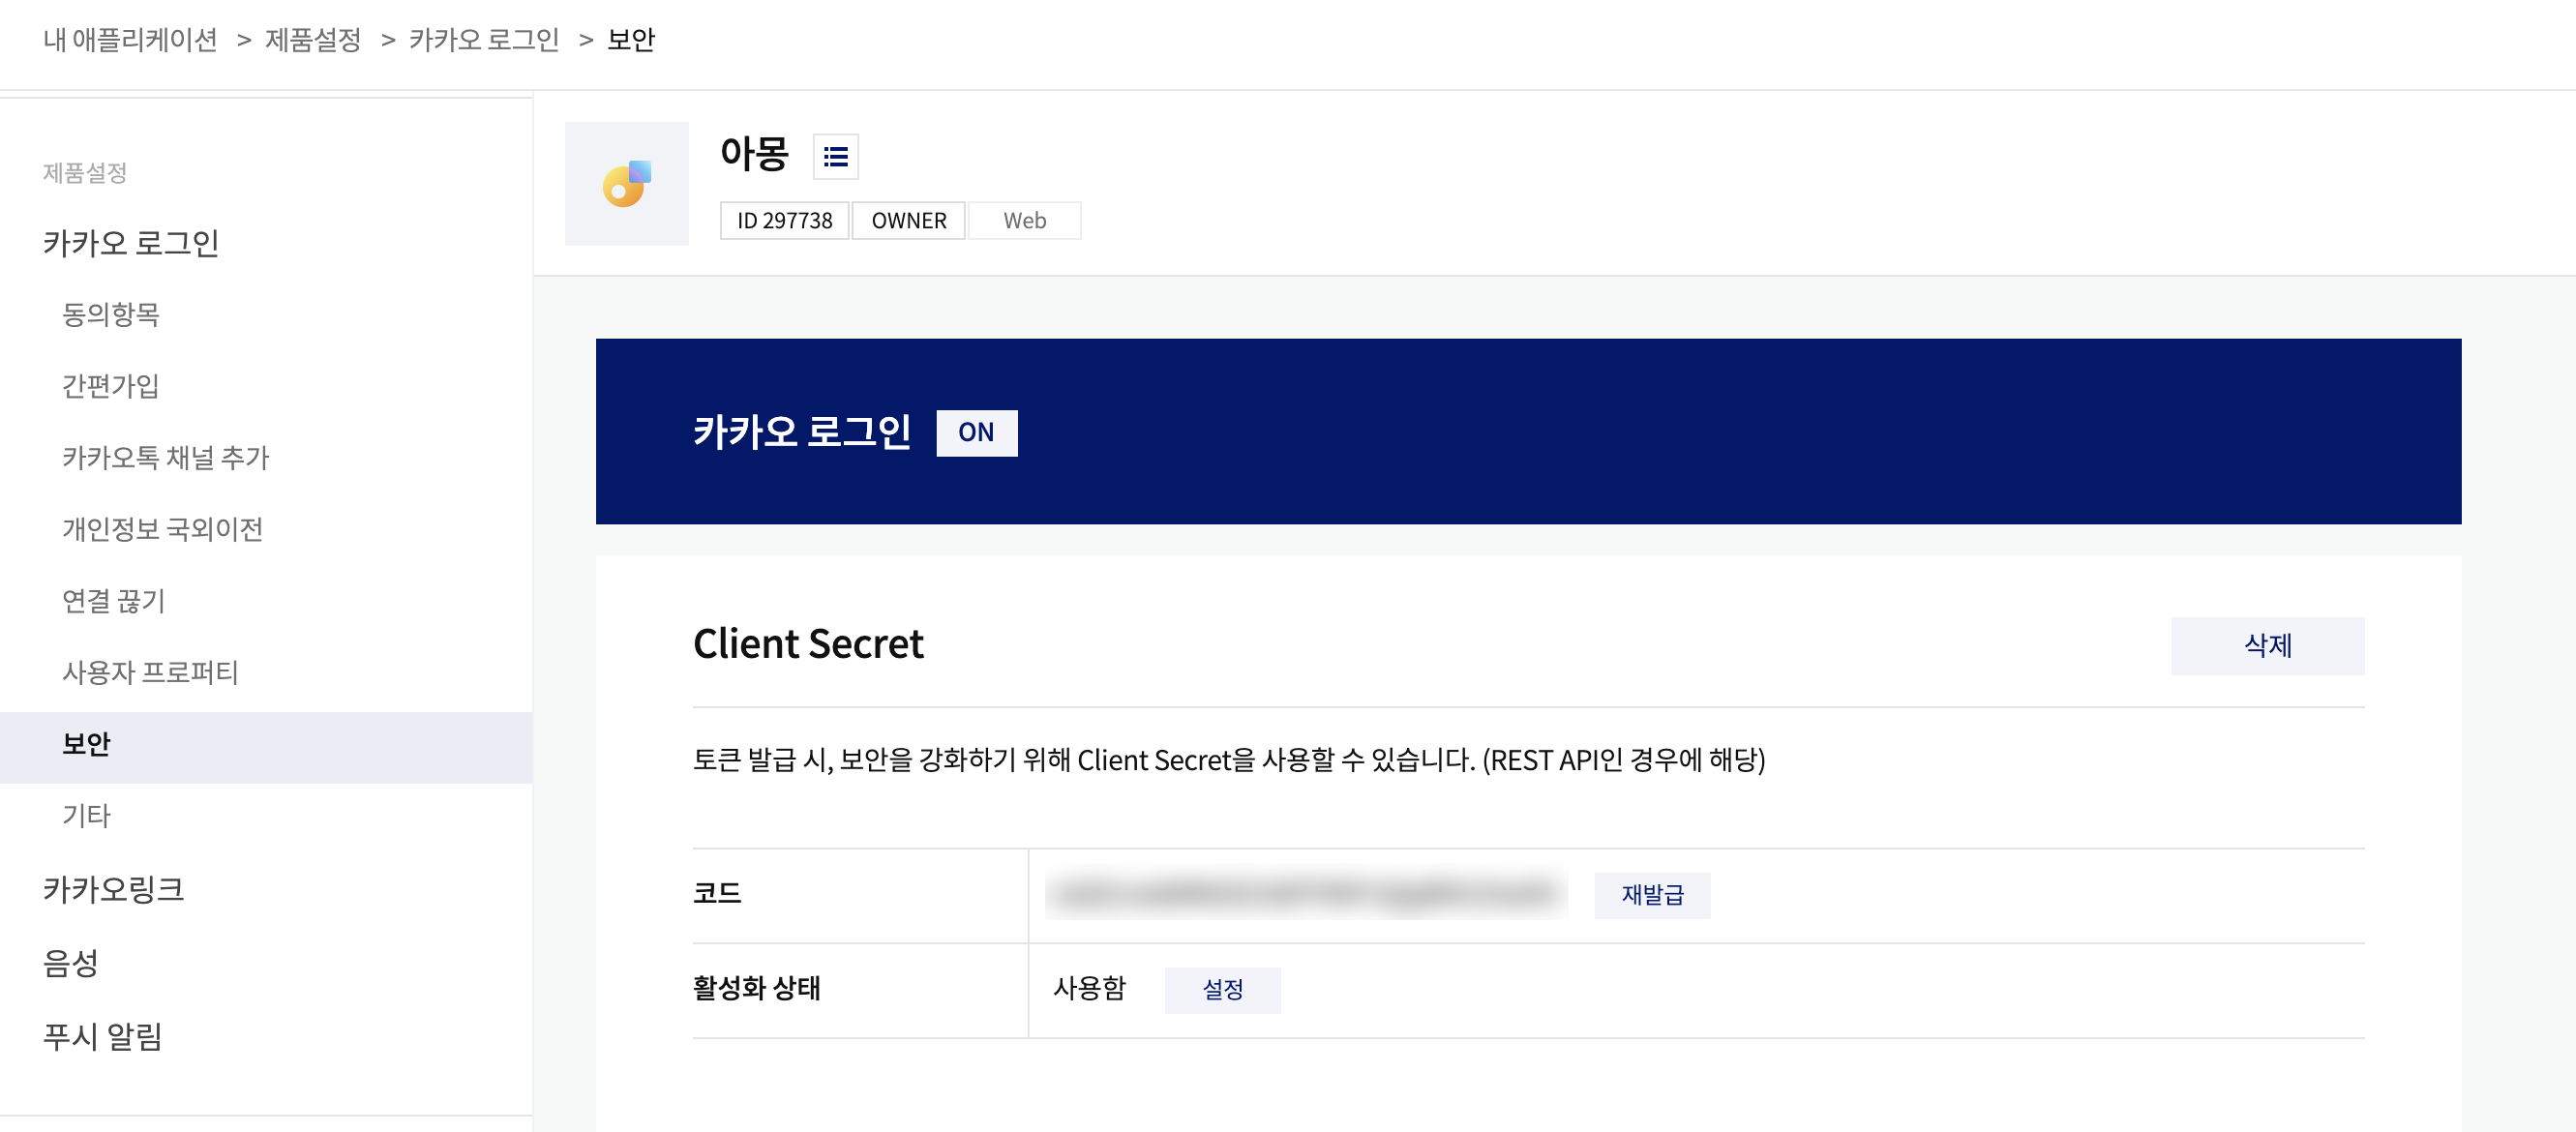 내 애플리케이션 > 제품설정 > 카카오 로그인 > 보안
제품설정
카카오 로그인
동의항목
간편가입
카카오톡 채널 추가
개인정보 국외이전
연결 끊기
사용자 프로퍼티
보안
기타
카카오링크
음성
푸시 알림
아몽
ID 297738 OWNER Web
카카오 로그인 ON
Client Secret 삭제
토큰 발급 시, 보안을 강화하기 위해 Client Secret을 사용할 수 있습니다. (REST API인 경우에 해당)
코드 재발급
활성화 상태 사용함 설정